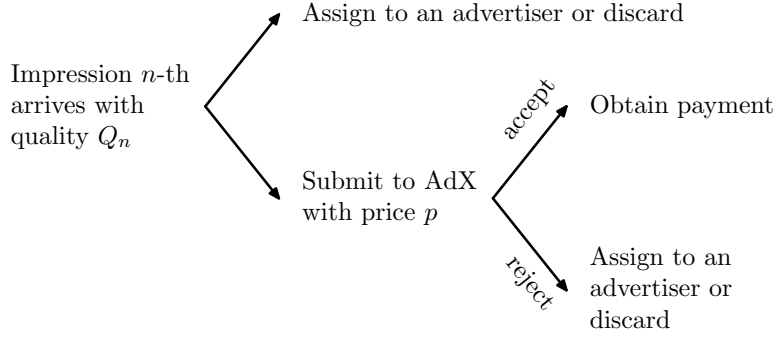 Assign to an advertiser or discard
Impression n-th
arrives with
quality Qₙ
accept
Obtain payment
Submit to AdX
with price p
reject
Assign to an
advertiser or
discard